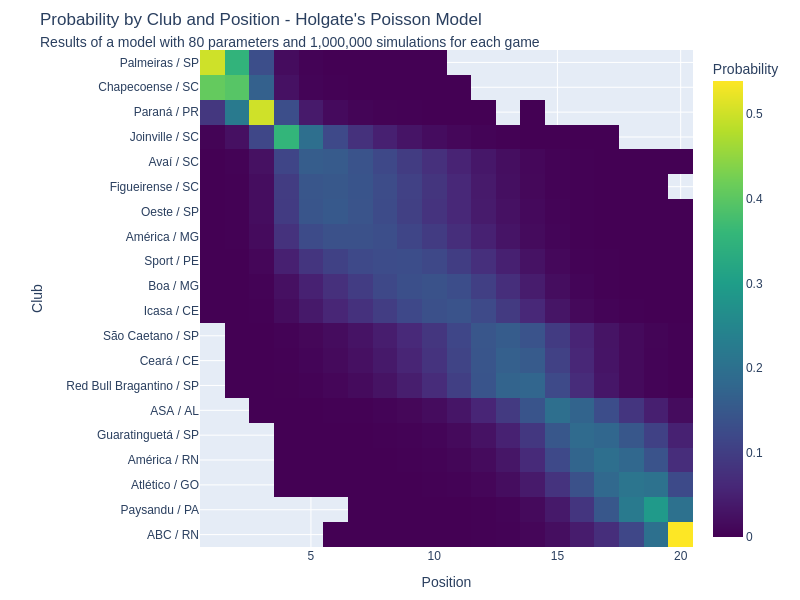 Probability by Club and Position - Holgate's Poisson Model
Results of a model with 80 parameters and 1,000,000 simulations for each game
Probability
Club
Palmeiras / SP
Chapecoense / SC
Paraná / PR
Joinville / SC
Avaí / SC
Figueirense / SC
Oeste / SP
América / MG
Sport / PE
Boa / MG
Icasa / CE
São Caetano / SP
Ceará / CE
Red Bull Bragantino / SP
ASA / AL
Guaratinguetá / SP
América / RN
Atlético / GO
Paysandu / PA
ABC / RN
0.5
0.4
0.3
0.2
0.1
0
5 10 15 20
Position